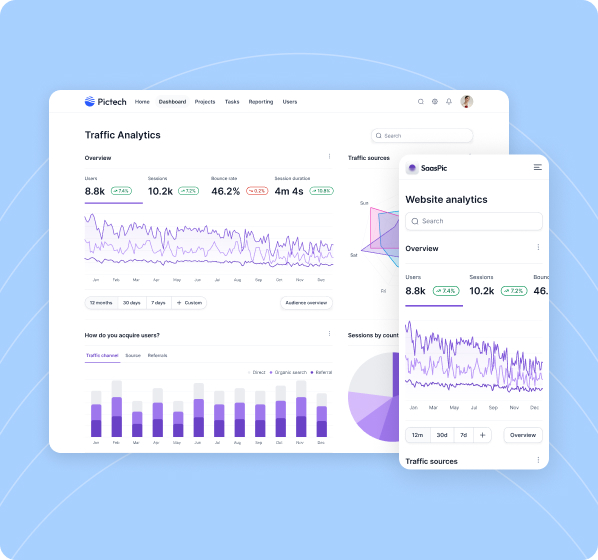 Pictech Home Dashboard Projects Tasks Reporting Users
Traffic Analytics
Search
Overview
Users Sessions Bounce rate Session duration
8.8k 7.4% 10.2k 7.2% 46.2% 0.2% 4m 4s 10.8%
Jan Feb Mar Apr May Jun Jul Aug Sep Oct Nov Dec
12 months 30 days 7 days + Custom
Audience overview
Traffic sources
Sun
Sat
Fri
How do you acquire users?
Traffic channel Source Referrals
Direct Organic search Referral
Jan Feb Mar Apr May Jun Jul Aug Sep Oct Nov Dec
Sessions by count
SaasPic
Website analytics
Search
Overview
Users Sessions Bounc
8.8k 7.4% 10.2k 7.2% 46.
Jan Mar May Jul Sep Oct Dec
12m 30d 7d +
Overview
Traffic sources